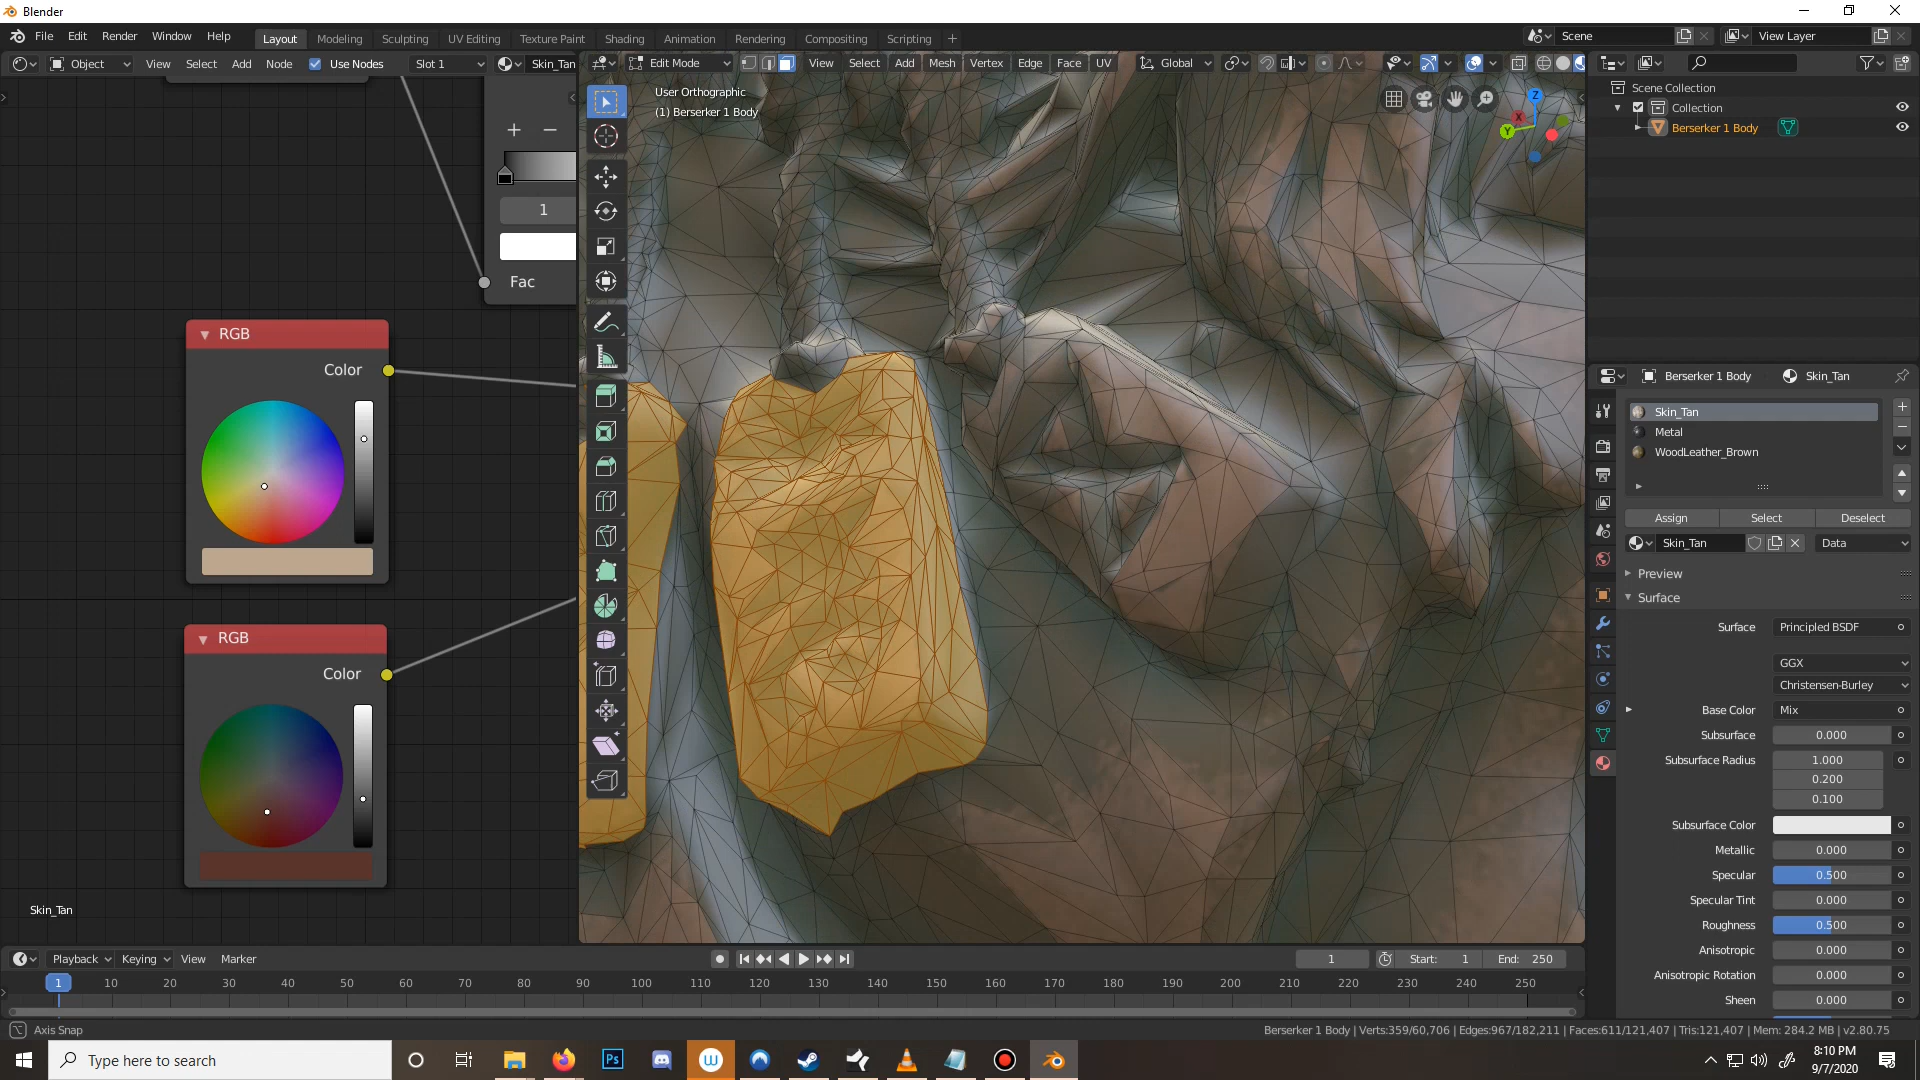 Blender
File Edit Render Window Help
Layout Modeling Sculpting UV Editing Texture Paint Shading Animation Rendering Compositing Scripting
Scene
View Layer
Object View Select Add Node Use Nodes Slot 1 Skin_Tan
Edit Mode View Select Add Mesh Vertex Edge Face UV Global
User Orthographic
(1) Berserker 1 Body
1
Fac
RGB
Color
RGB
Color
Skin_Tan
Z
X
Y
Scene Collection
Collection
Berserker 1 Body
Berserker 1 Body Skin_Tan
Skin_Tan
Metal
WoodLeather_Brown
Assign Select Deselect
Skin_Tan Data
Preview
Surface
Surface Principled BSDF
GGX
Christensen-Burley
Base Color Mix
Subsurface 0.000
Subsurface Radius 1.000
0.200
0.100
Subsurface Color
Metallic 0.000
Specular 0.500
Specular Tint 0.000
Roughness 0.500
Anisotropic 0.000
Anisotropic Rotation 0.000
Sheen 0.000
Playback Keying View Marker
1 Start: 1 End: 250
1 10 20 30 40 50 60 70 80 90 100 110 120 130 140 150 160 170 180 190 200 210 220 230 240 250
Axis Snap
Berserker 1 Body | Verts:359/60,706 | Edges:967/182,211 | Faces:611/121,407 | Tris:121,407 | Mem: 284.2 MB | v2.80.75
Type here to search
Ps
W
8:10 PM
9/7/2020